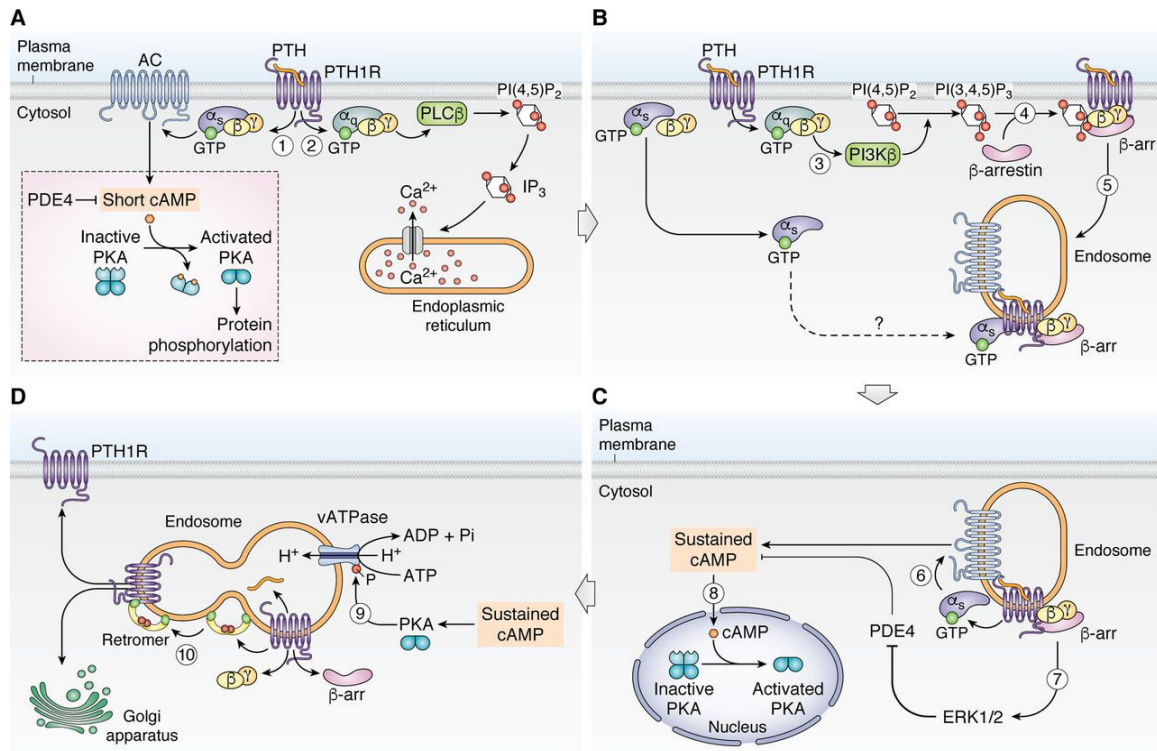 A
Plasma
membrane
Cytosol
AC
PTH
PTH1R
αs
β
γ
GTP
1
2
αq
β
γ
GTP
PLCβ
PI(4,5)P2
IP3
PDE4
Short cAMP
Inactive
PKA
Activated
PKA
Protein
phosphorylation
Ca2+
Ca2+
Endoplasmic
reticulum
B
PTH
PTH1R
αs
β
γ
GTP
αq
β
γ
GTP
3
PI3Kβ
PI(4,5)P2
PI(3,4,5)P3
4
β-arrestin
β
γ
β-arr
5
αs
GTP
?
Endosome
αs
GTP
β
γ
β-arr
D
PTH1R
Endosome
vATPase
ADP + Pi
H+
H+
ATP
P
9
PKA
Sustained
cAMP
Retromer
10
β
γ
β-arr
Golgi
apparatus
C
Plasma
membrane
Cytosol
Sustained
cAMP
8
cAMP
Inactive
PKA
Activated
PKA
Nucleus
6
αs
GTP
β
γ
β-arr
Endosome
PDE4
7
ERK1/2